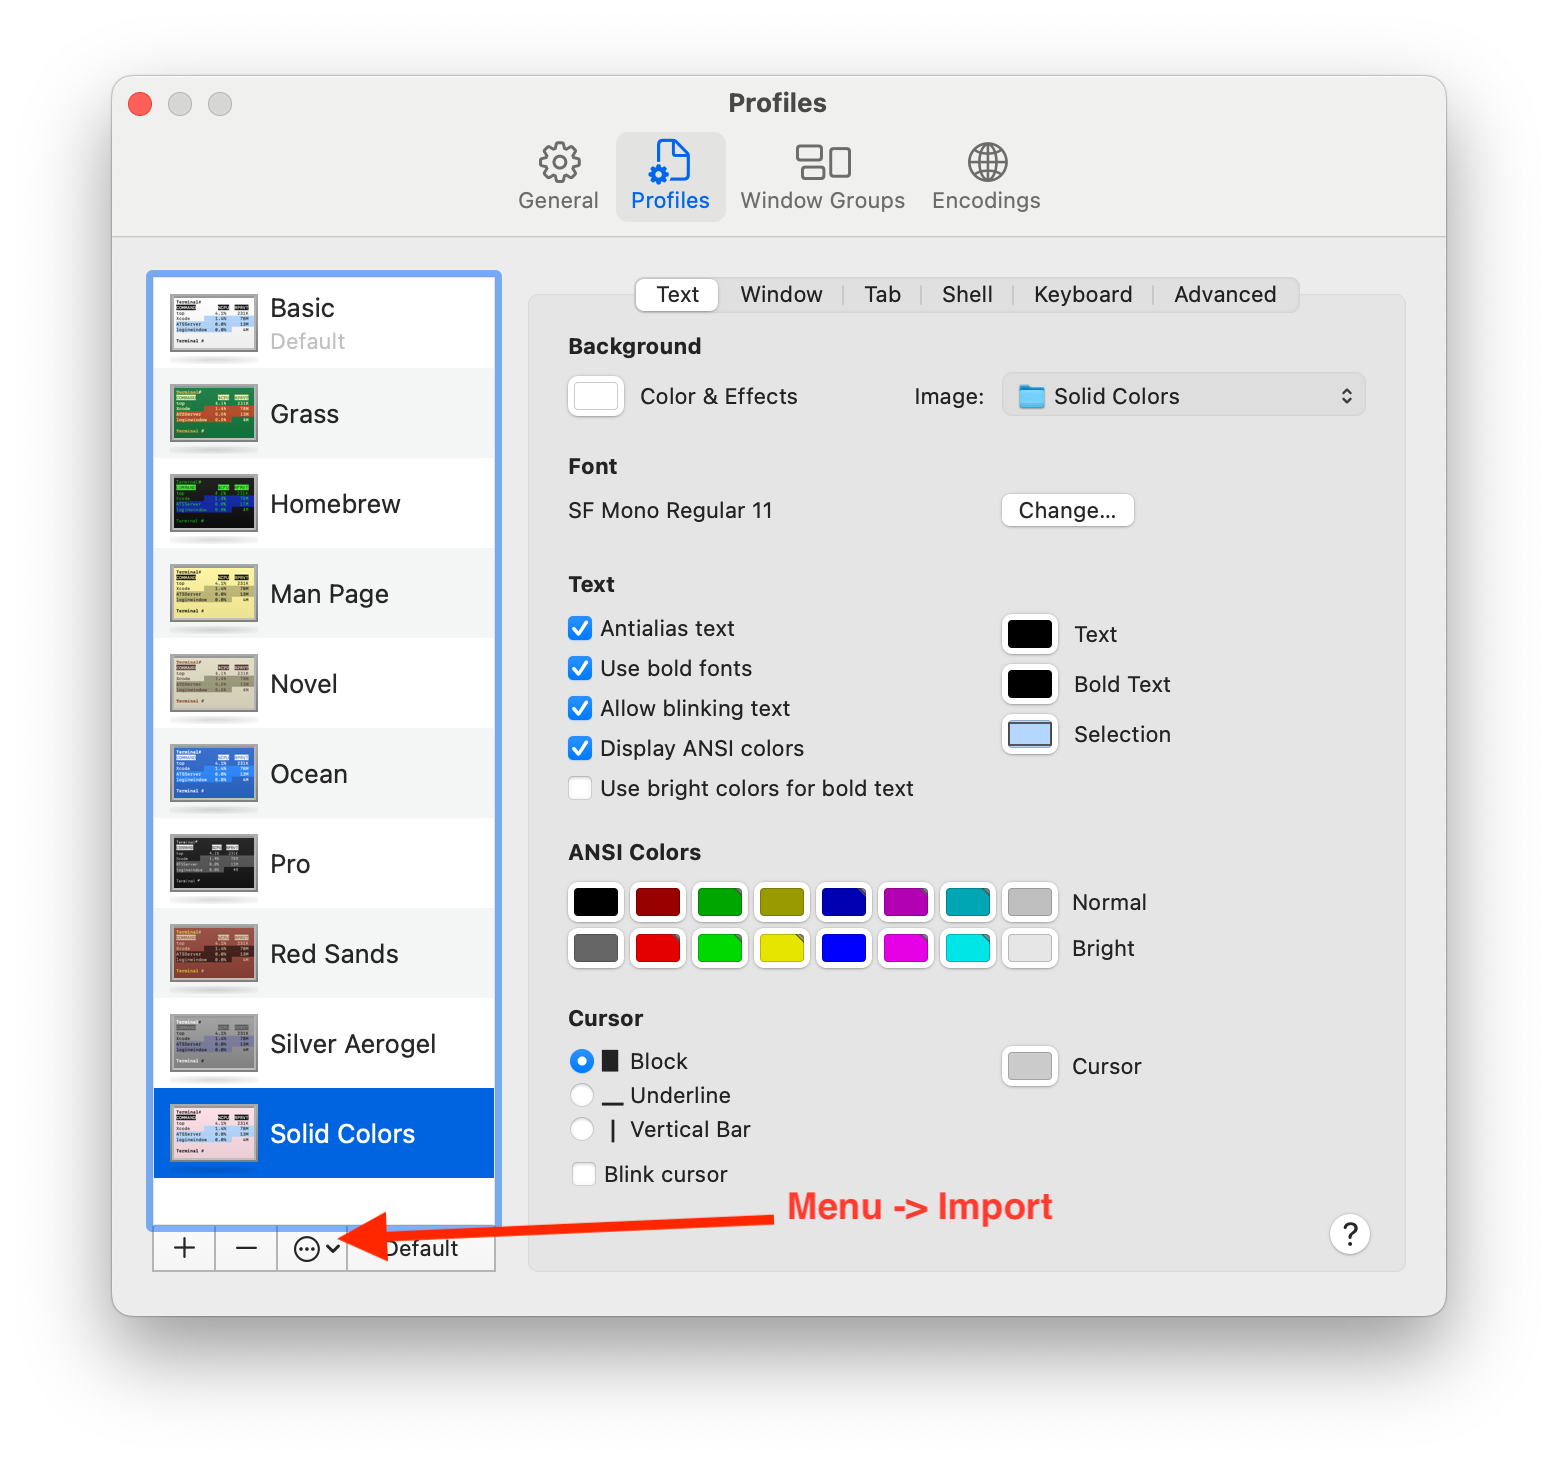 Profiles
General
Profiles
Window Groups
Encodings
Basic
Default
Grass
Homebrew
Man Page
Novel
Ocean
Pro
Red Sands
Silver Aerogel
Solid Colors
Default
Text
Window
Tab
Shell
Keyboard
Advanced
Background
Color & Effects
Image:
Solid Colors
Font
SF Mono Regular 11
Change...
Text
Antialias text
Use bold fonts
Allow blinking text
Display ANSI colors
Use bright colors for bold text
Text
Bold Text
Selection
ANSI Colors
Normal
Bright
Cursor
Block
Underline
Vertical Bar
Blink cursor
Cursor
Menu -> Import
?